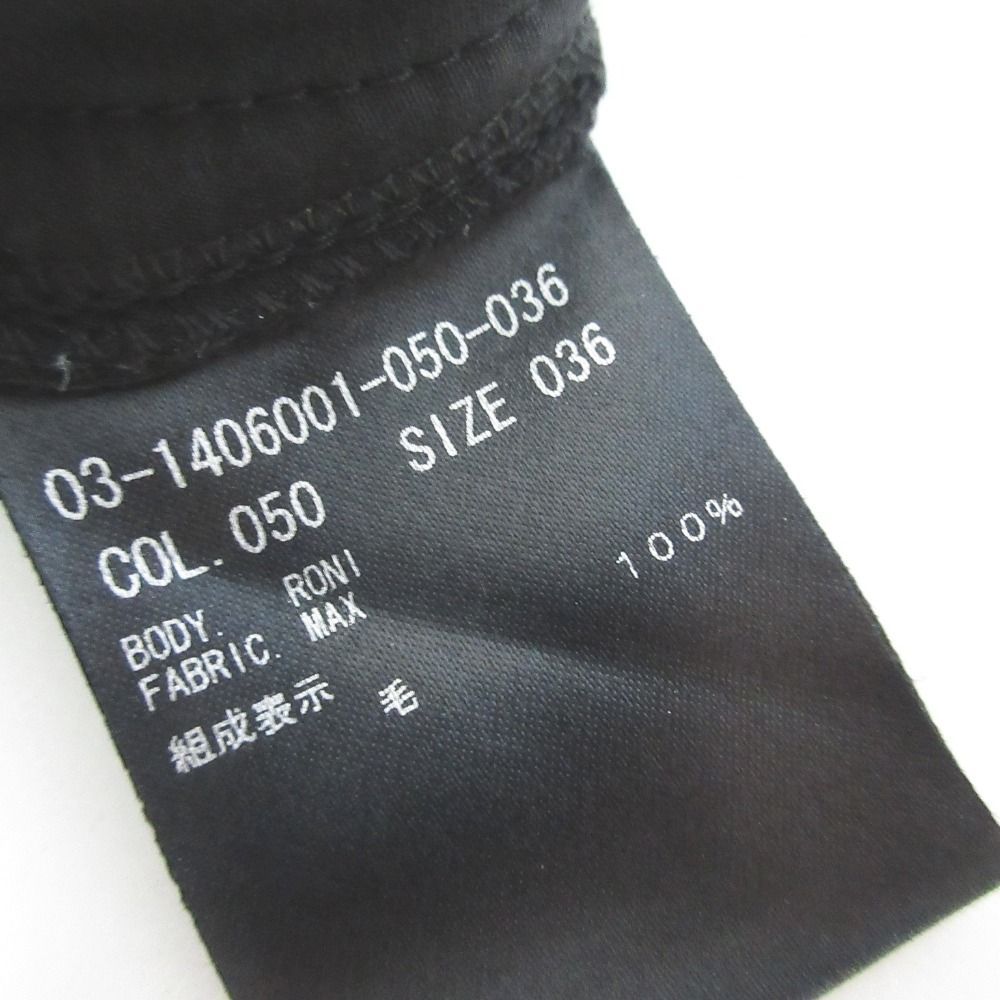 03-1406001-050-036
COL. 050 SIZE 036
BODY. RONI
FABRIC. MAX
組成表示 毛 100%